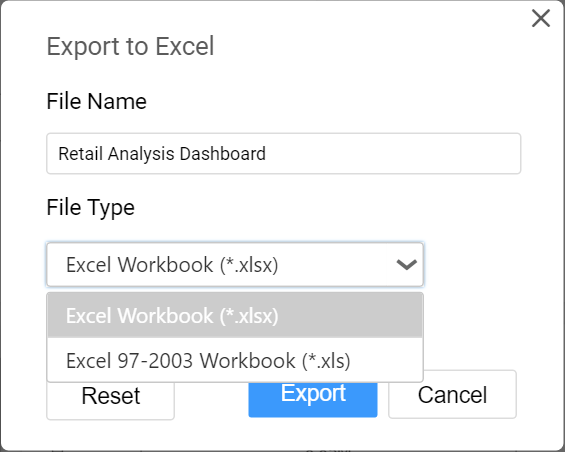 Export to Excel
File Name
Retail Analysis Dashboard
File Type
Excel Workbook (*.xlsx)
Excel Workbook (*.xlsx)
Excel 97-2003 Workbook (*.xls)
Reset
Export
Cancel